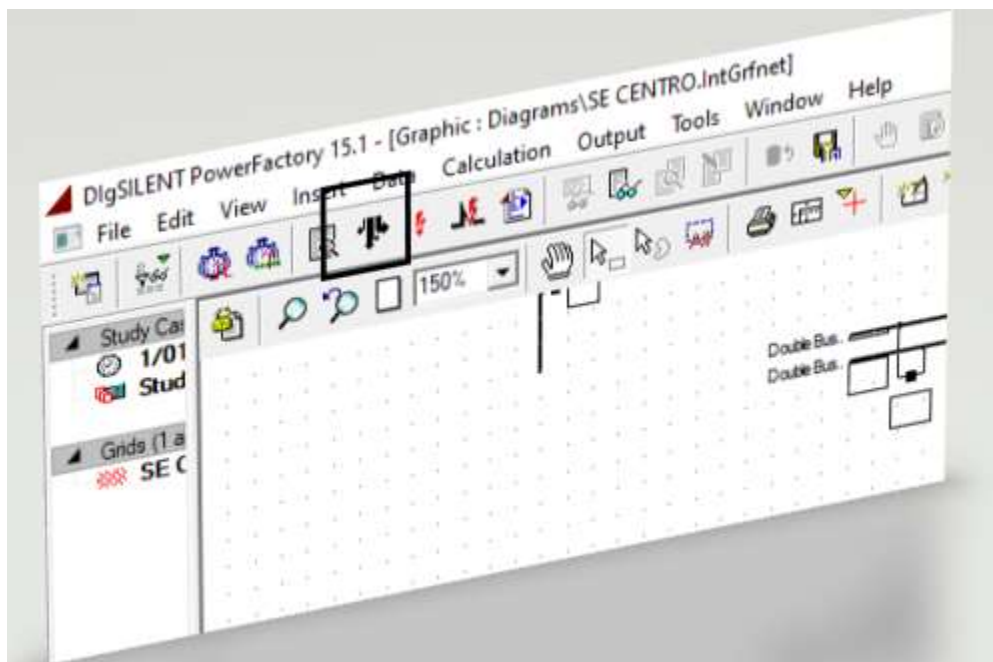 DIgSILENT PowerFactory 15.1 - [Graphic : Diagrams\SE CENTRO.IntGrfnet]
File Edit View Insert Data Calculation Output Tools Window Help
150%
Study Cas
1/01
Stud
Grids (1 a
SE C
Double Bus..
Double Bus..